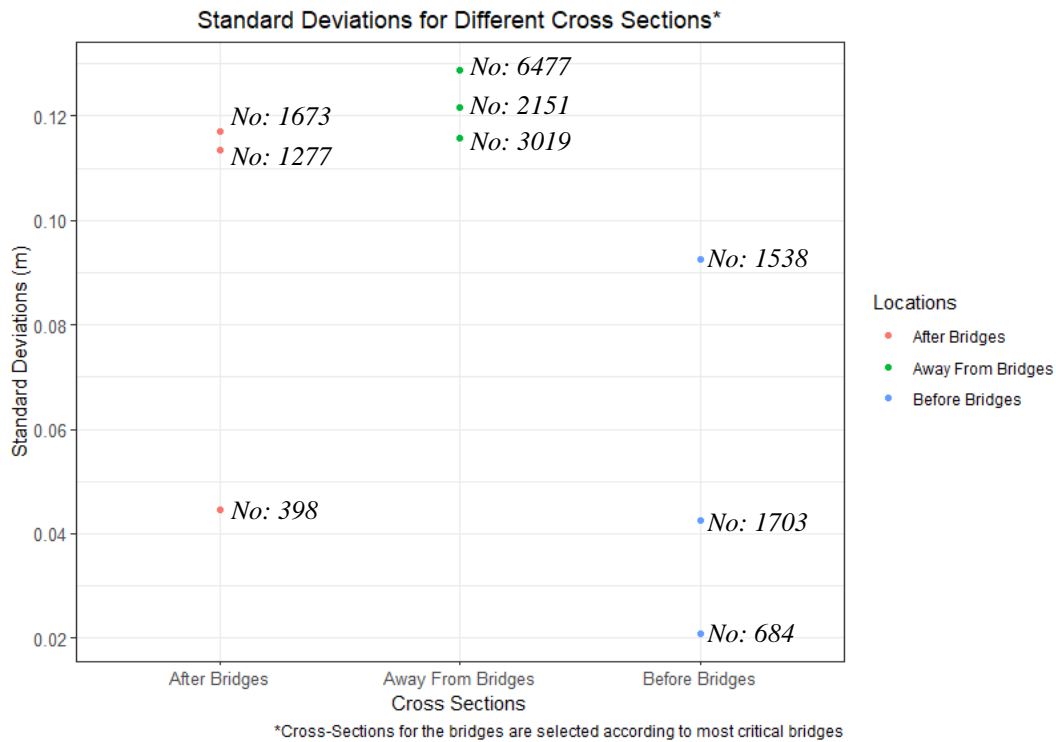 Standard Deviations for Different Cross Sections*
No: 6477
No: 2151
No: 3019
No: 1673
No: 1277
No: 1538
No: 398
No: 1703
No: 684
0.12
0.10
0.08
0.06
0.04
0.02
Standard Deviations (m)
After Bridges
Away From Bridges
Before Bridges
Cross Sections
*Cross-Sections for the bridges are selected according to most critical bridges
Locations
After Bridges
Away From Bridges
Before Bridges